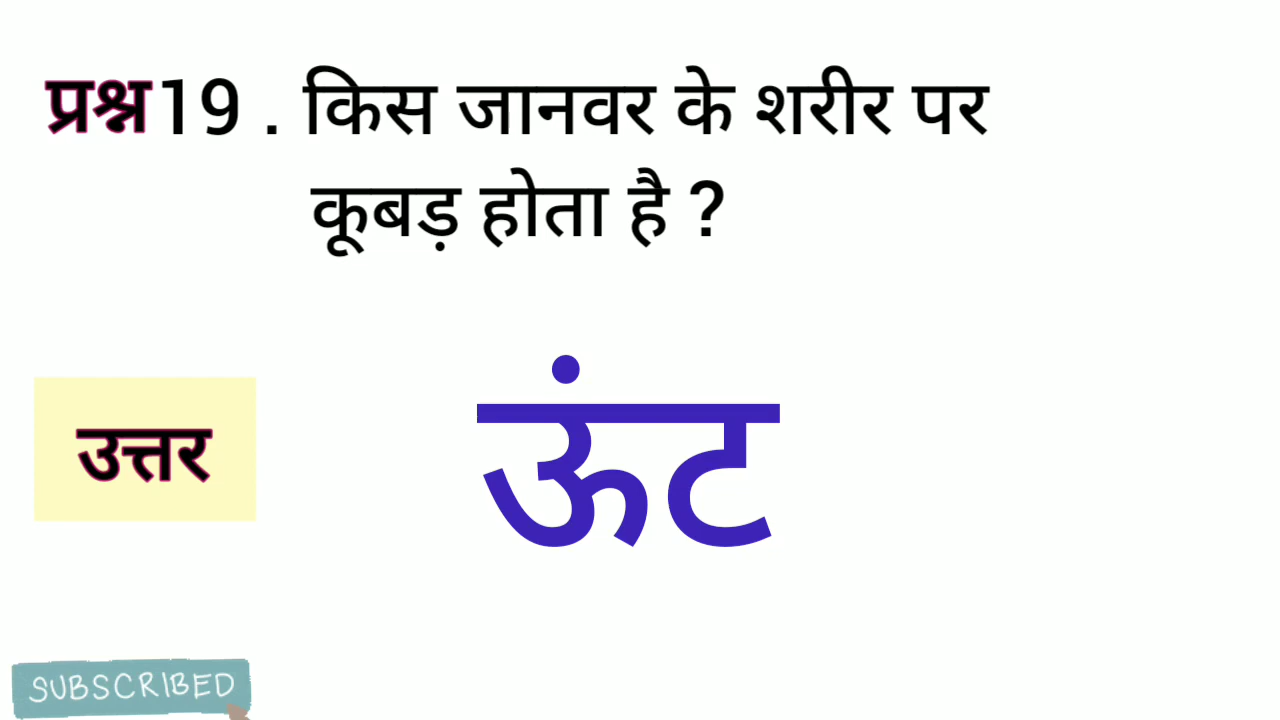 प्रश्न19 . किस जानवर के शरीर पर
कूबड़ होता है ?
उत्तर
ऊंट
SUBSCRIBED